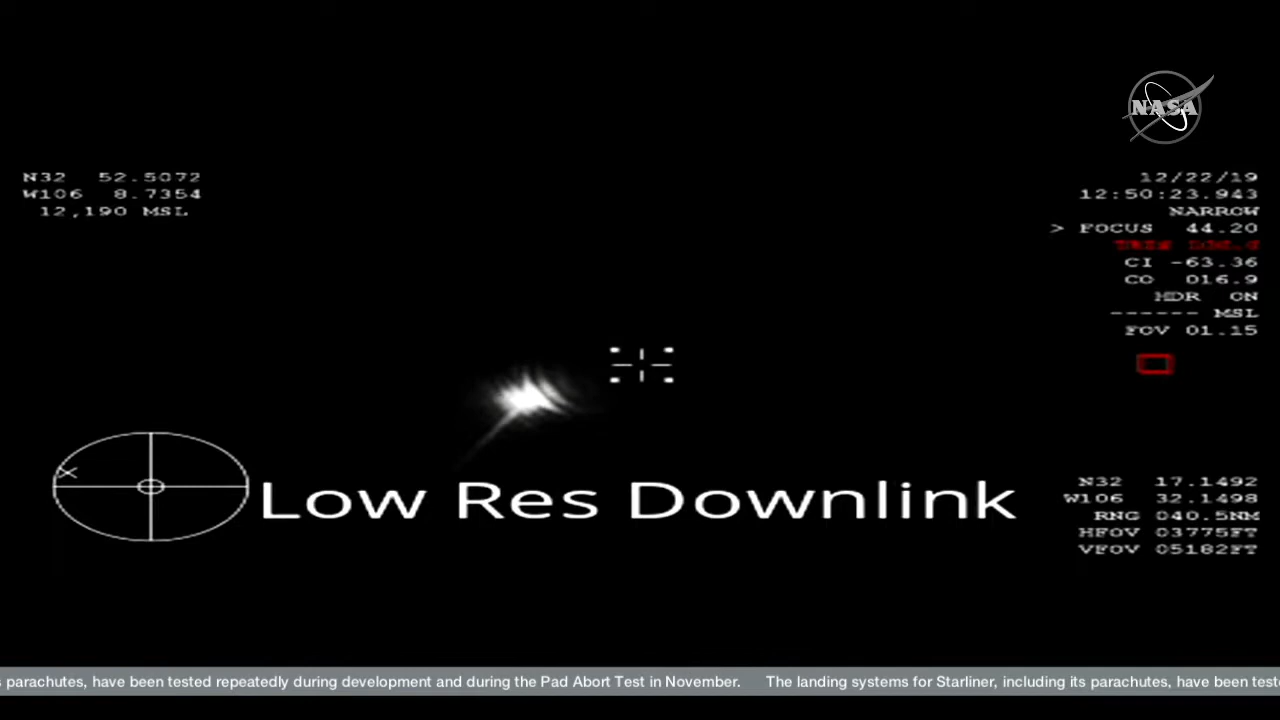 NASA
N32 52.5072
W106 8.7354
12,190 MSL
12/22/19
12:50:23.943
NARROW
> FOCUS 44.20
CI -63.36
CO 016.9
HDR ON
------ MSL
FOV 01.15
Low Res Downlink
N32 17.1492
W106 32.1498
RNG 040.5NM
HFOV 03775FT
VFOV 05182FT
s parachutes, have been tested repeatedly during development and during the Pad Abort Test in November. The landing systems for Starliner, including its parachutes, have been teste